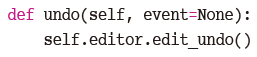 def undo(self, event=None):
    self.editor.edit_undo()